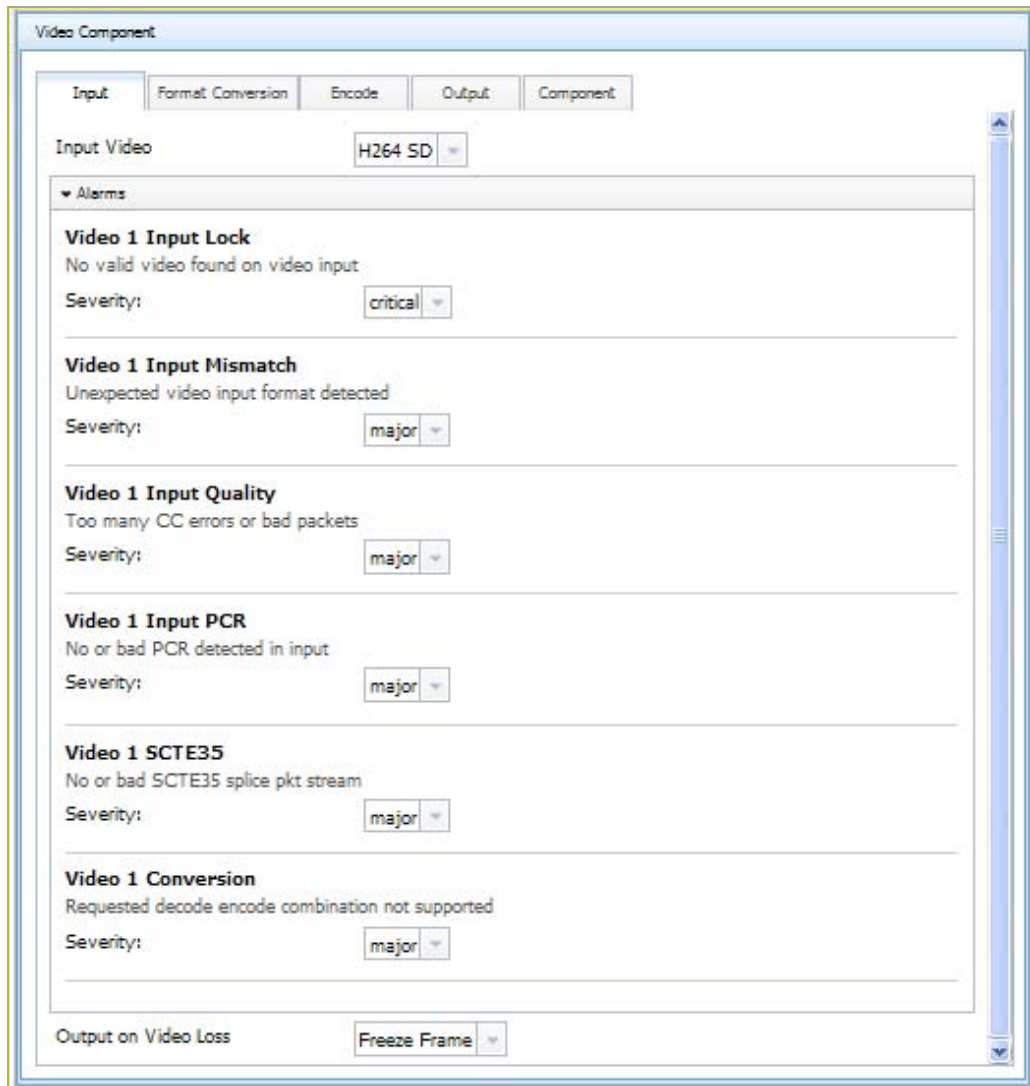 Video Component
Input Format Conversion Encode Output Component
Input Video H264 SD
Alarms
Video 1 Input Lock
No valid video found on video input
Severity: critical
Video 1 Input Mismatch
Unexpected video input format detected
Severity: major
Video 1 Input Quality
Too many CC errors or bad packets
Severity: major
Video 1 Input PCR
No or bad PCR detected in input
Severity: major
Video 1 SCTE35
No or bad SCTE35 splice pkt stream
Severity: major
Video 1 Conversion
Requested decode encode combination not supported
Severity: major
Output on Video Loss Freeze Frame